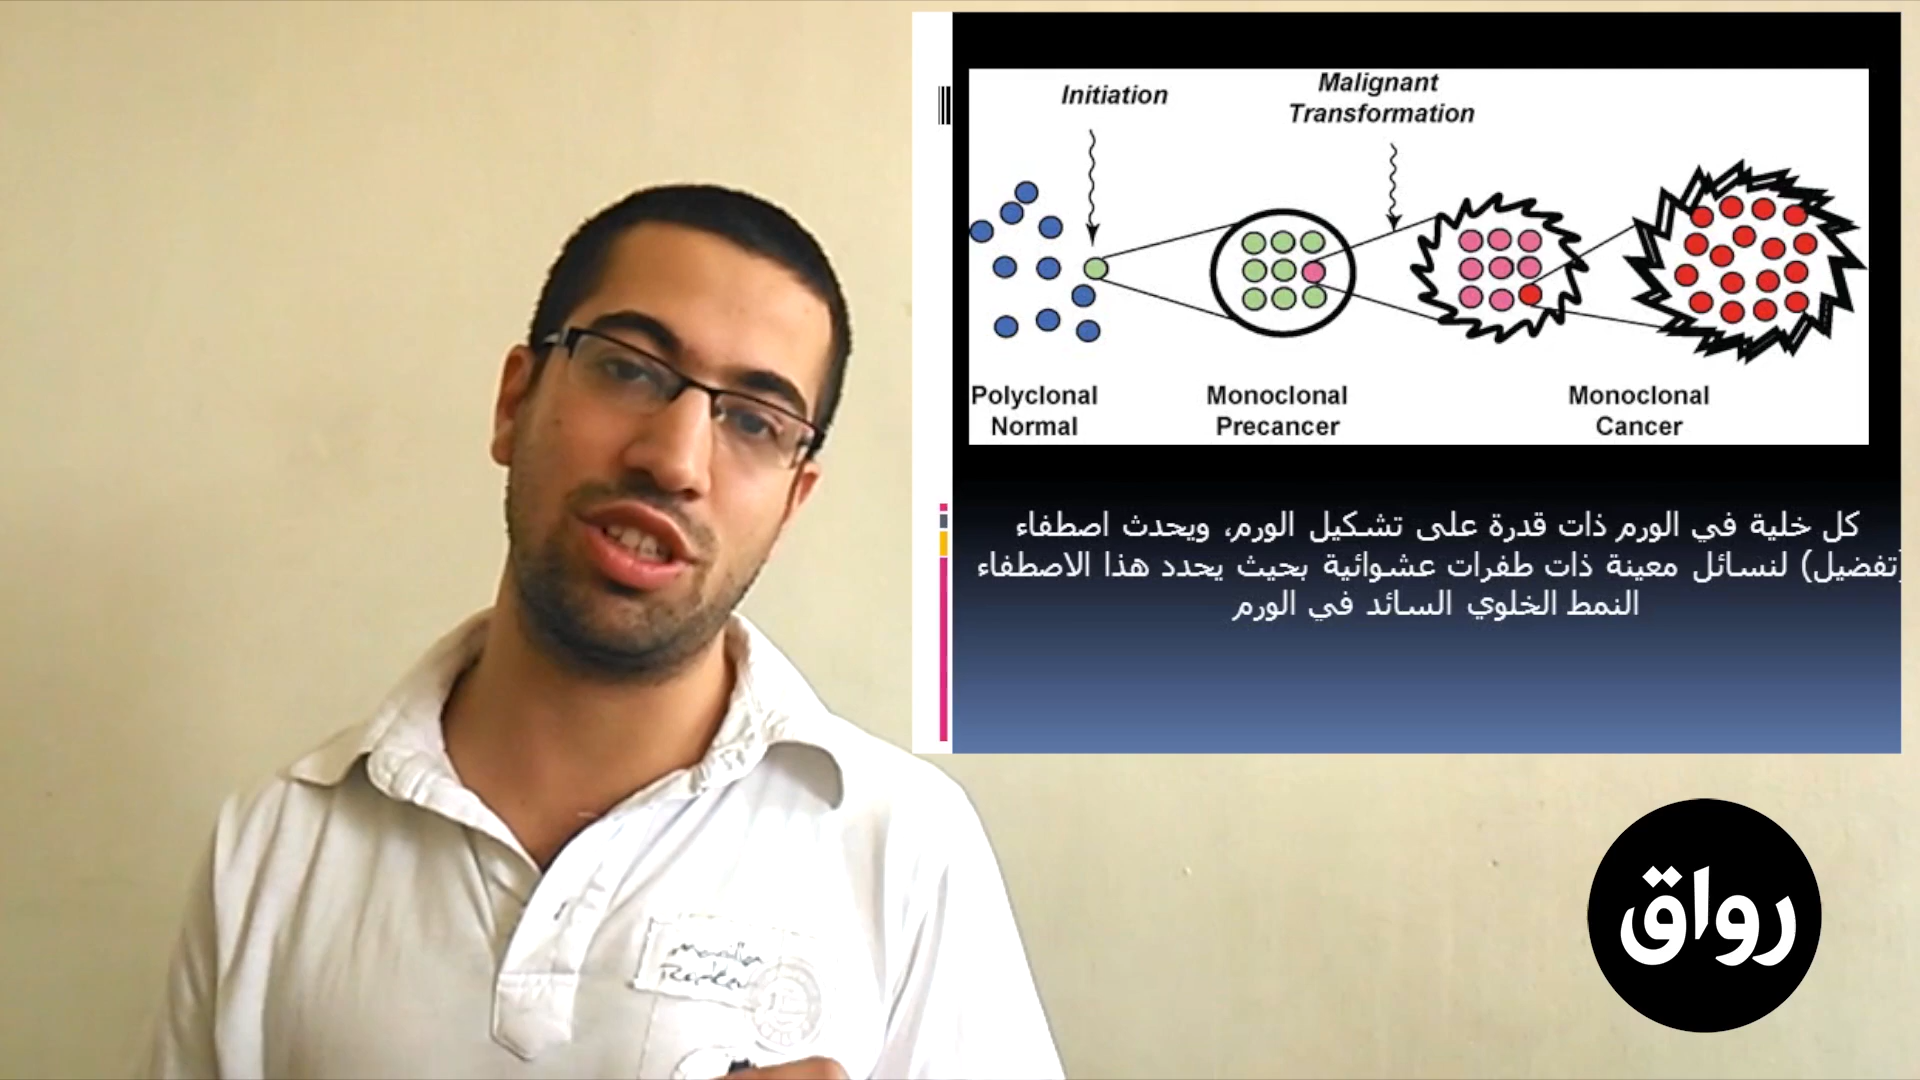 Initiation
Malignant
Transformation
Polyclonal
Normal
Monoclonal
Precancer
Monoclonal
Cancer
كل خلية في الورم ذات قدرة على تشكيل الورم، ويحدث اصطفاء
(تفضيل) لنسائل معينة ذات طفرات عشوائية بحيث يحدد هذا الاصطفاء
النمط الخلوي السائد في الورم
رواق